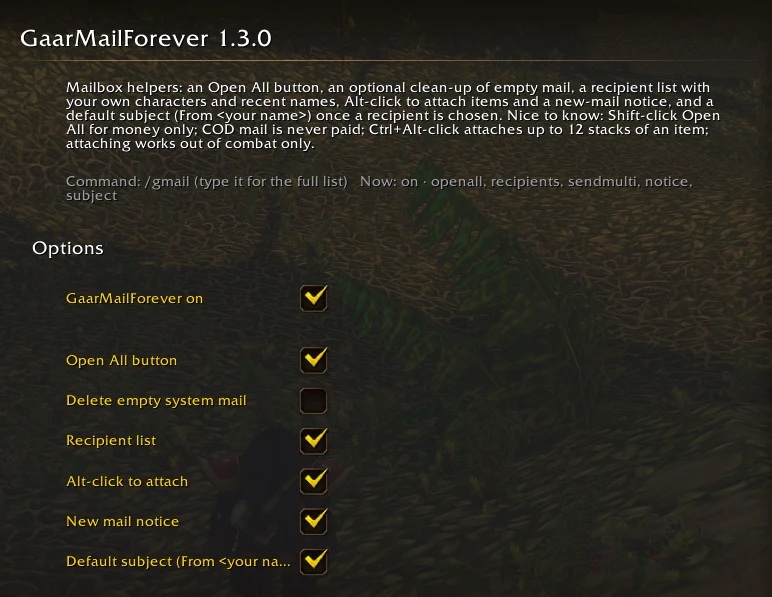 GaarMailForever 1.3.0
Mailbox helpers: an Open All button, an optional clean-up of empty mail, a recipient list with
your own characters and recent names, Alt-click to attach items and a new-mail notice, and a
default subject (From <your name>) once a recipient is chosen. Nice to know: Shift-click Open
All for money only; COD mail is never paid; Ctrl+Alt-click attaches up to 12 stacks of an item;
attaching works out of combat only.
Command: /gmail (type it for the full list)   Now: on · openall, recipients, sendmulti, notice,
subject
Options
GaarMailForever on
Open All button
Delete empty system mail
Recipient list
Alt-click to attach
New mail notice
Default subject (From <your na...